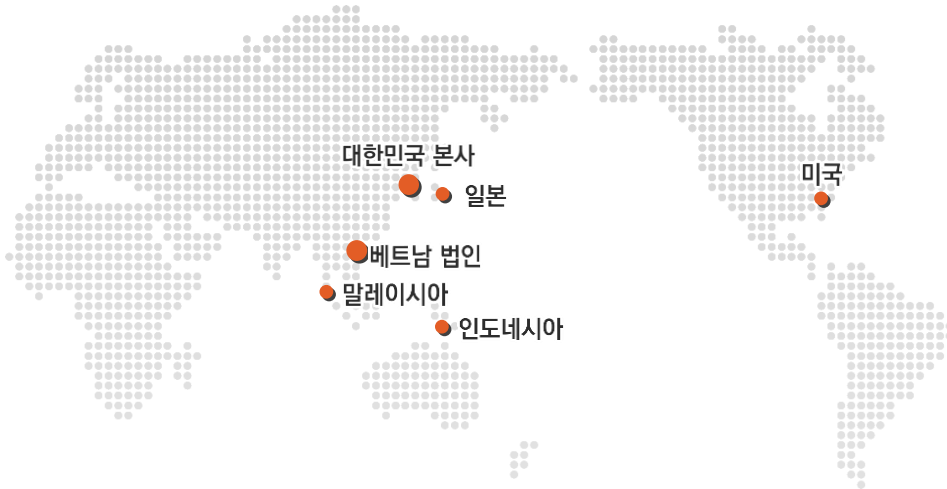 대한민국 본사
일본
미국
베트남 법인
말레이시아
인도네시아